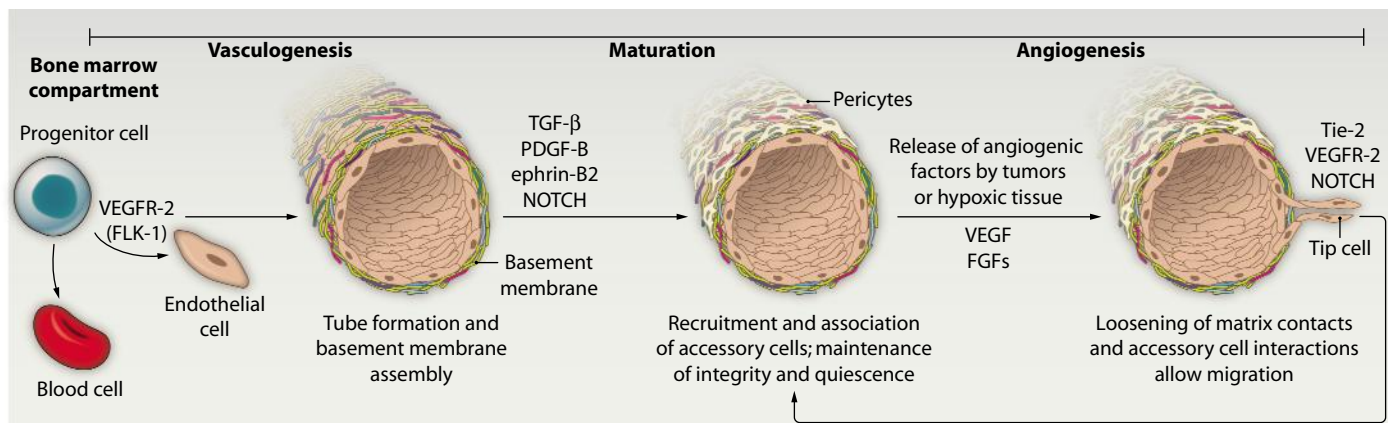 Vasculogenesis
Maturation
Angiogenesis
Bone marrow
compartment
Progenitor cell
VEGFR-2
(FLK-1)
Endothelial
cell
Blood cell
Tube formation and
basement membrane
assembly
TGF-β
PDGF-B
ephrin-B2
NOTCH
Basement
membrane
Pericytes
Recruitment and association
of accessory cells; maintenance
of integrity and quiescence
Release of angiogenic
factors by tumors
or hypoxic tissue
VEGF
FGFs
Tie-2
VEGFR-2
NOTCH
Tip cell
Loosening of matrix contacts
and accessory cell interactions
allow migration